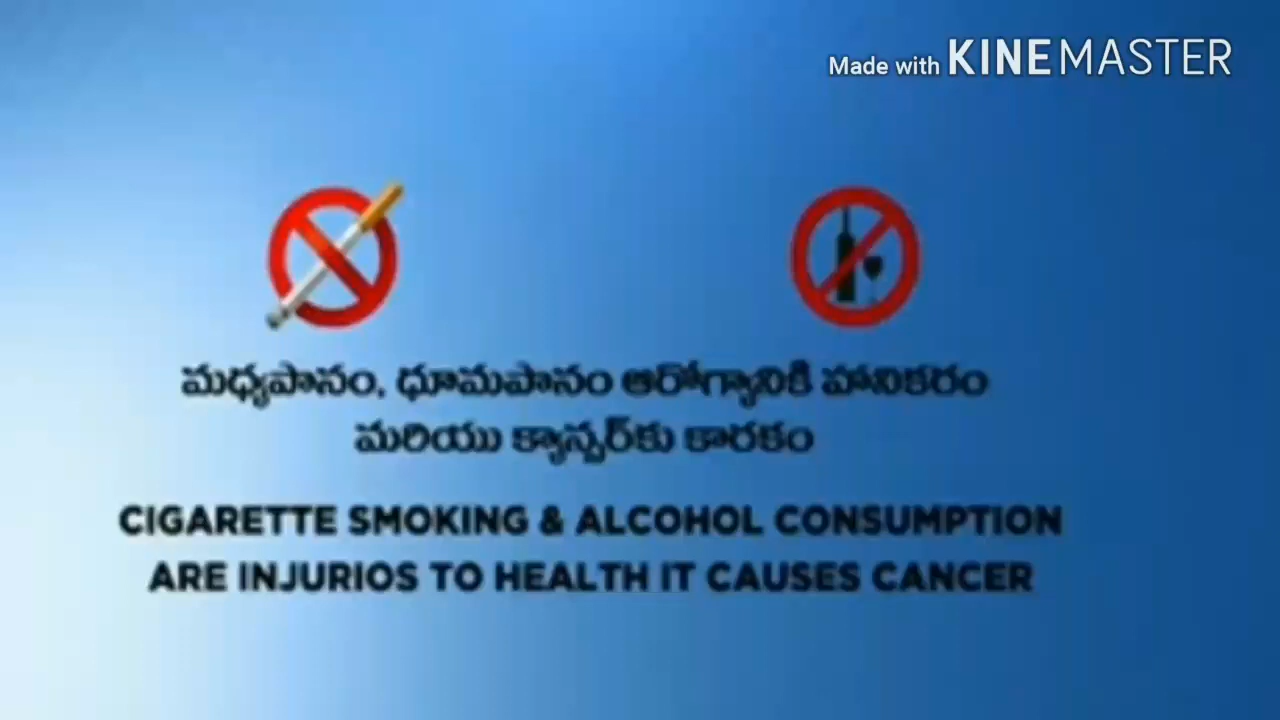 Made with KINEMASTER
మధ్యపానం, ధూమపానం ఆరోగ్యానికి హానికరం
మరియు క్యాన్సర్‌కు కారకం
CIGARETTE SMOKING & ALCOHOL CONSUMPTION
ARE INJURIOS TO HEALTH IT CAUSES CANCER